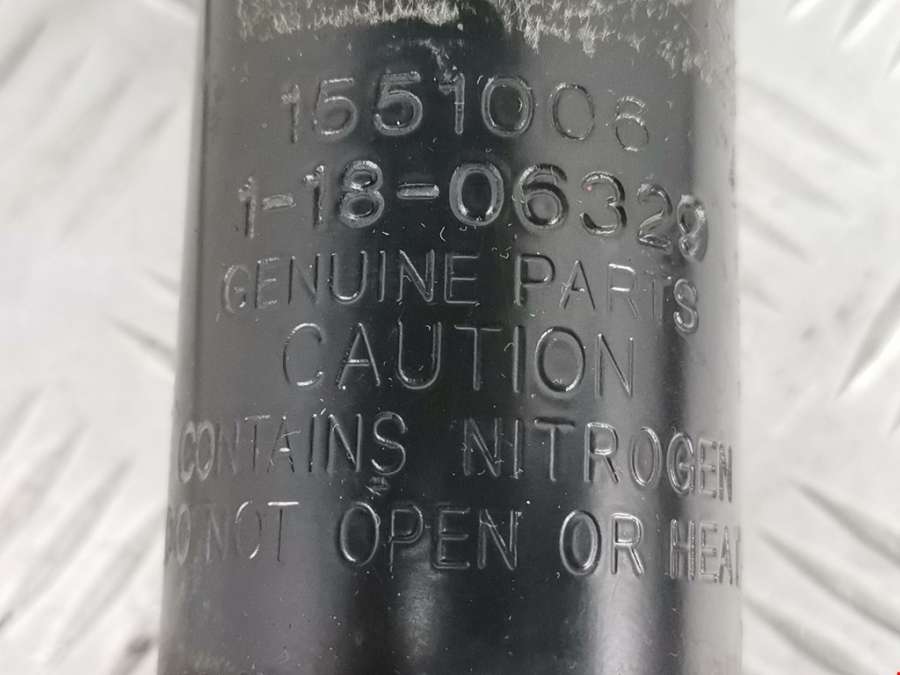 1551006
1-18-06329
GENUINE PARTS
CAUTION
CONTAINS NITROGEN
DO NOT OPEN OR HEAT